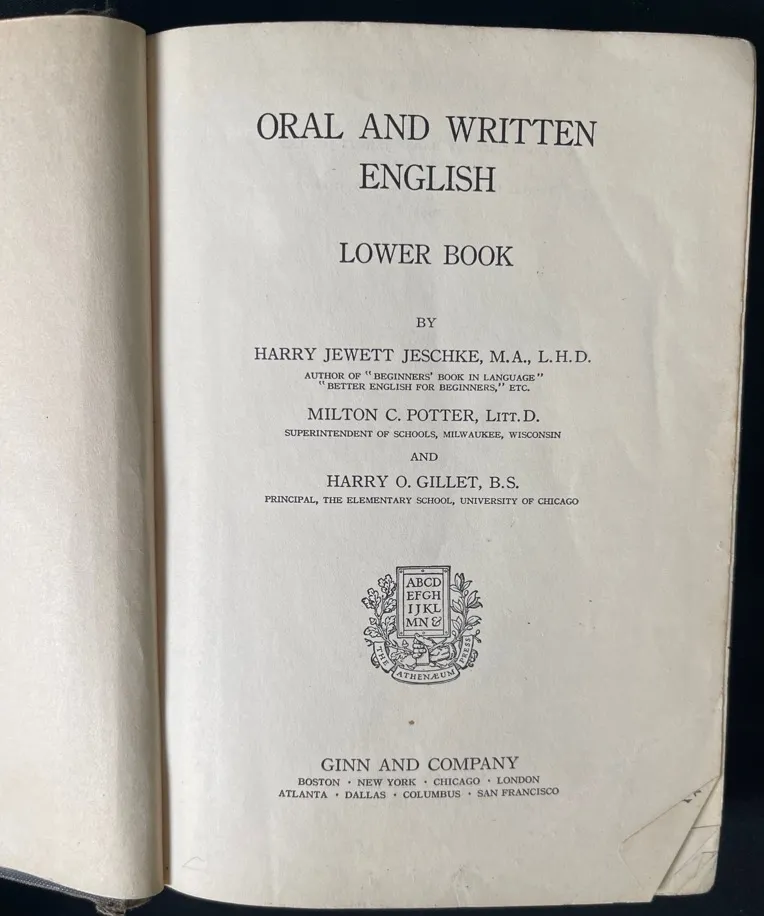 ORAL AND WRITTEN
ENGLISH
LOWER BOOK
BY
HARRY JEWETT JESCHKE, M.A., L.H.D.
AUTHOR OF "BEGINNERS' BOOK IN LANGUAGE"
"BETTER ENGLISH FOR BEGINNERS," ETC.
MILTON C. POTTER, LITT.D.
SUPERINTENDENT OF SCHOOLS, MILWAUKEE, WISCONSIN
AND
HARRY O. GILLET, B.S.
PRINCIPAL, THE ELEMENTARY SCHOOL, UNIVERSITY OF CHICAGO
ABCD
EFGH
IJKL
MN&
THE ATHENÆUM PRESS
GINN AND COMPANY
BOSTON · NEW YORK · CHICAGO · LONDON
ATLANTA · DALLAS · COLUMBUS · SAN FRANCISCO